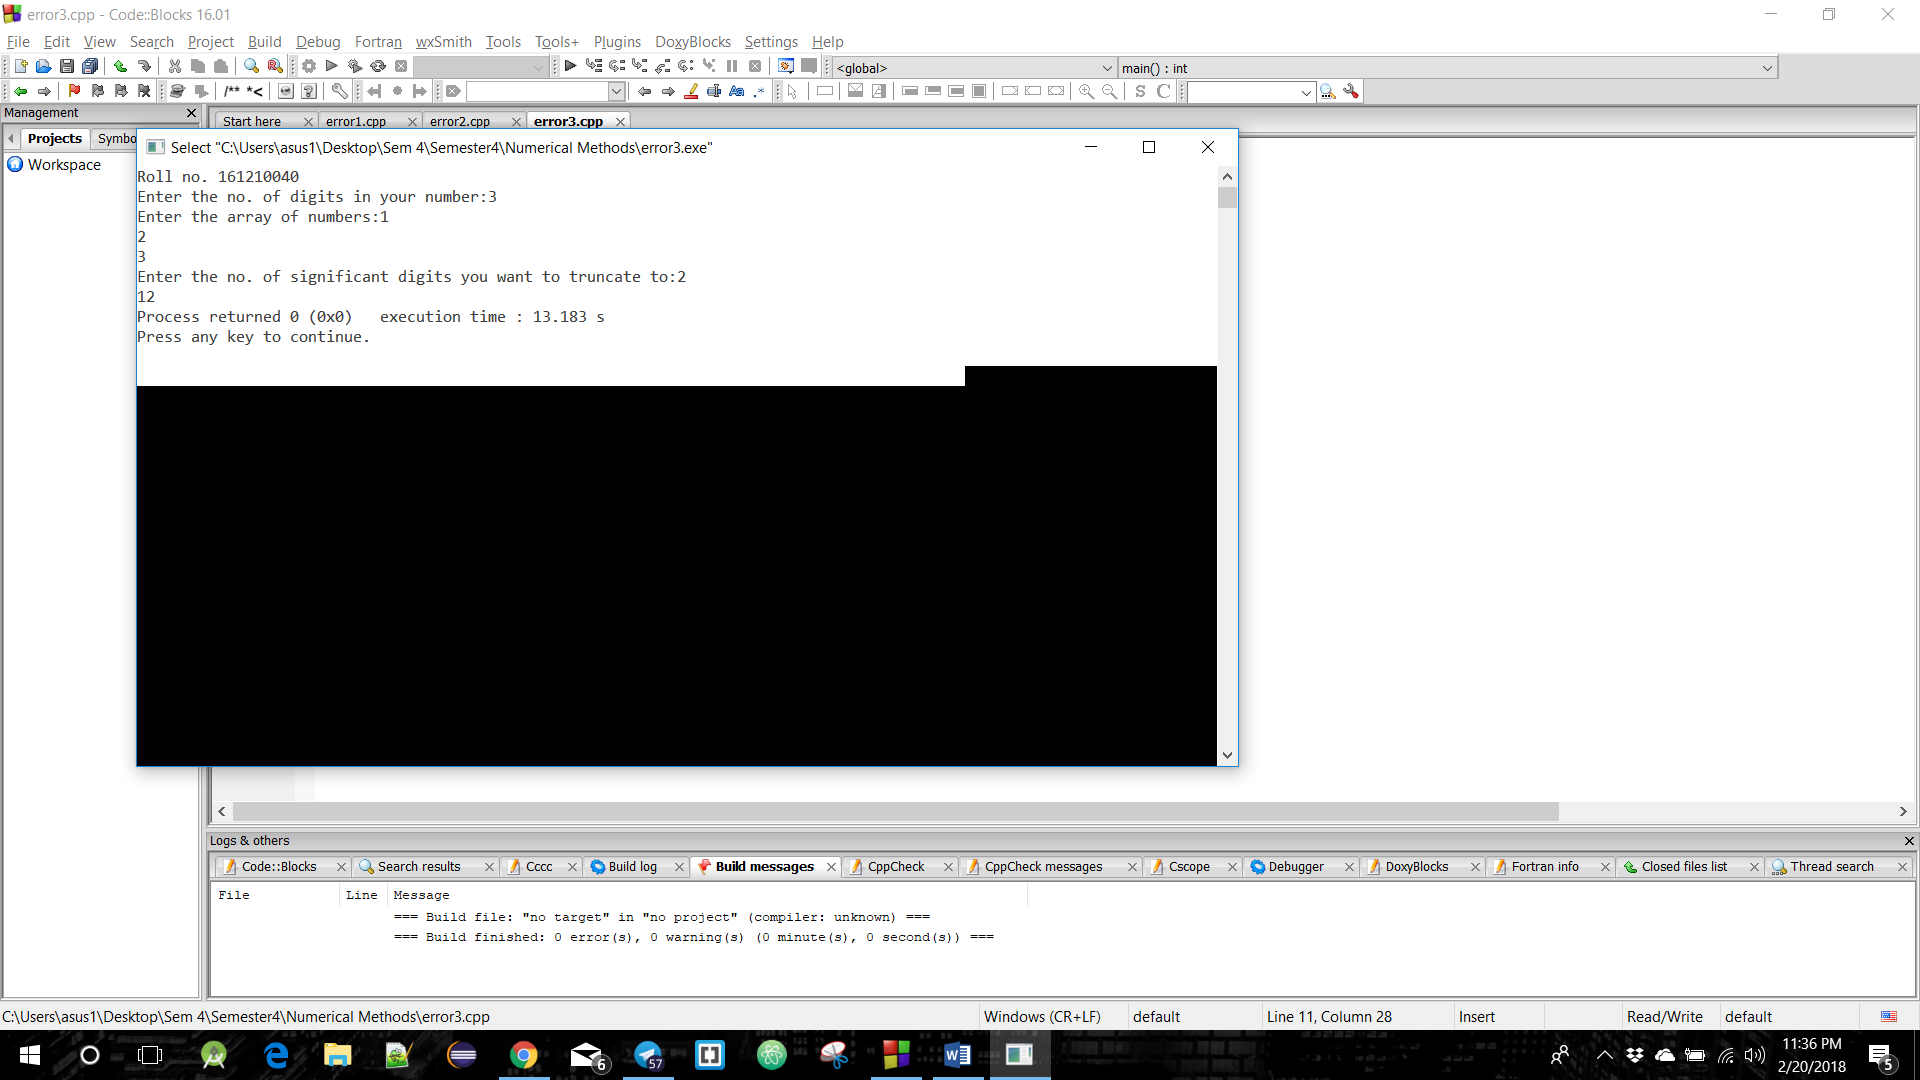 error3.cpp - Code::Blocks 16.01
File Edit View Search Project Build Debug Fortran wxSmith Tools Tools+ Plugins DoxyBlocks Settings Help
<global> main() : int
/** *<
Management
Start here error1.cpp error2.cpp error3.cpp
Projects Symbo
Workspace
Select "C:\Users\asus1\Desktop\Sem 4\Semester4\Numerical Methods\error3.exe"
Roll no. 161210040
Enter the no. of digits in your number:3
Enter the array of numbers:1
2
3
Enter the no. of significant digits you want to truncate to:2
12
Process returned 0 (0x0)   execution time : 13.183 s
Press any key to continue.
Logs & others
Code::Blocks Search results Cccc Build log Build messages CppCheck CppCheck messages Cscope Debugger DoxyBlocks Fortran info Closed files list Thread search
File Line Message
=== Build file: "no target" in "no project" (compiler: unknown) ===
=== Build finished: 0 error(s), 0 warning(s) (0 minute(s), 0 second(s)) ===
C:\Users\asus1\Desktop\Sem 4\Semester4\Numerical Methods\error3.cpp Windows (CR+LF) default Line 11, Column 28 Insert Read/Write default
6 57 11:36 PM
2/20/2018 5